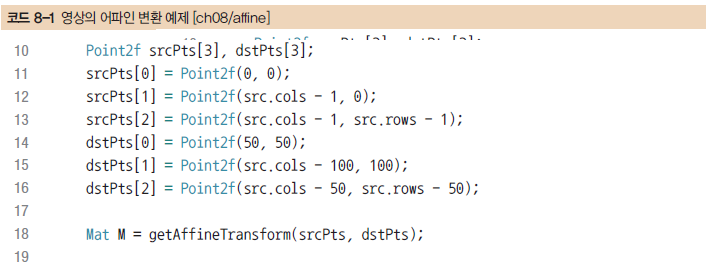 코드 8-1 영상의 어파인 변환 예제 [ch08/affine]
10 Point2f srcPts[3], dstPts[3];
11 srcPts[0] = Point2f(0, 0);
12 srcPts[1] = Point2f(src.cols - 1, 0);
13 srcPts[2] = Point2f(src.cols - 1, src.rows - 1);
14 dstPts[0] = Point2f(50, 50);
15 dstPts[1] = Point2f(src.cols - 100, 100);
16 dstPts[2] = Point2f(src.cols - 50, src.rows - 50);
17
18 Mat M = getAffineTransform(srcPts, dstPts);
19